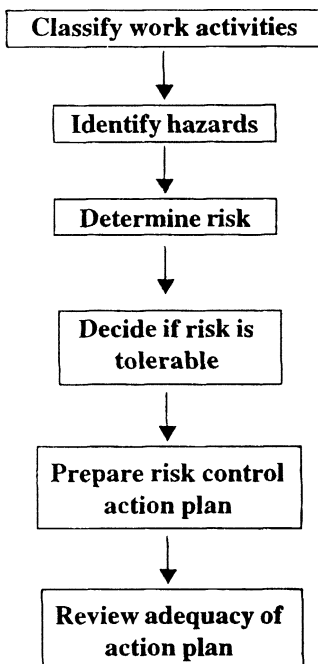 Classify work activities
Identify hazards
Determine risk
Decide if risk is
tolerable
Prepare risk control
action plan
Review adequacy of
action plan